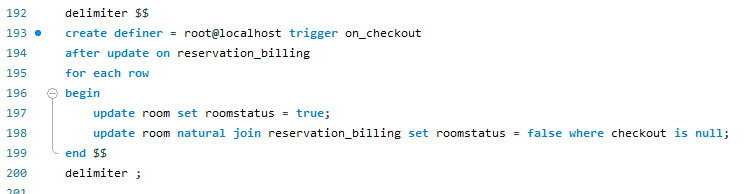 192 delimiter $$
193 create definer = root@localhost trigger on_checkout
194 after update on reservation_billing
195 for each row
196 begin
197 update room set roomstatus = true;
198 update room natural join reservation_billing set roomstatus = false where checkout is null;
199 end $$
200 delimiter ;
201